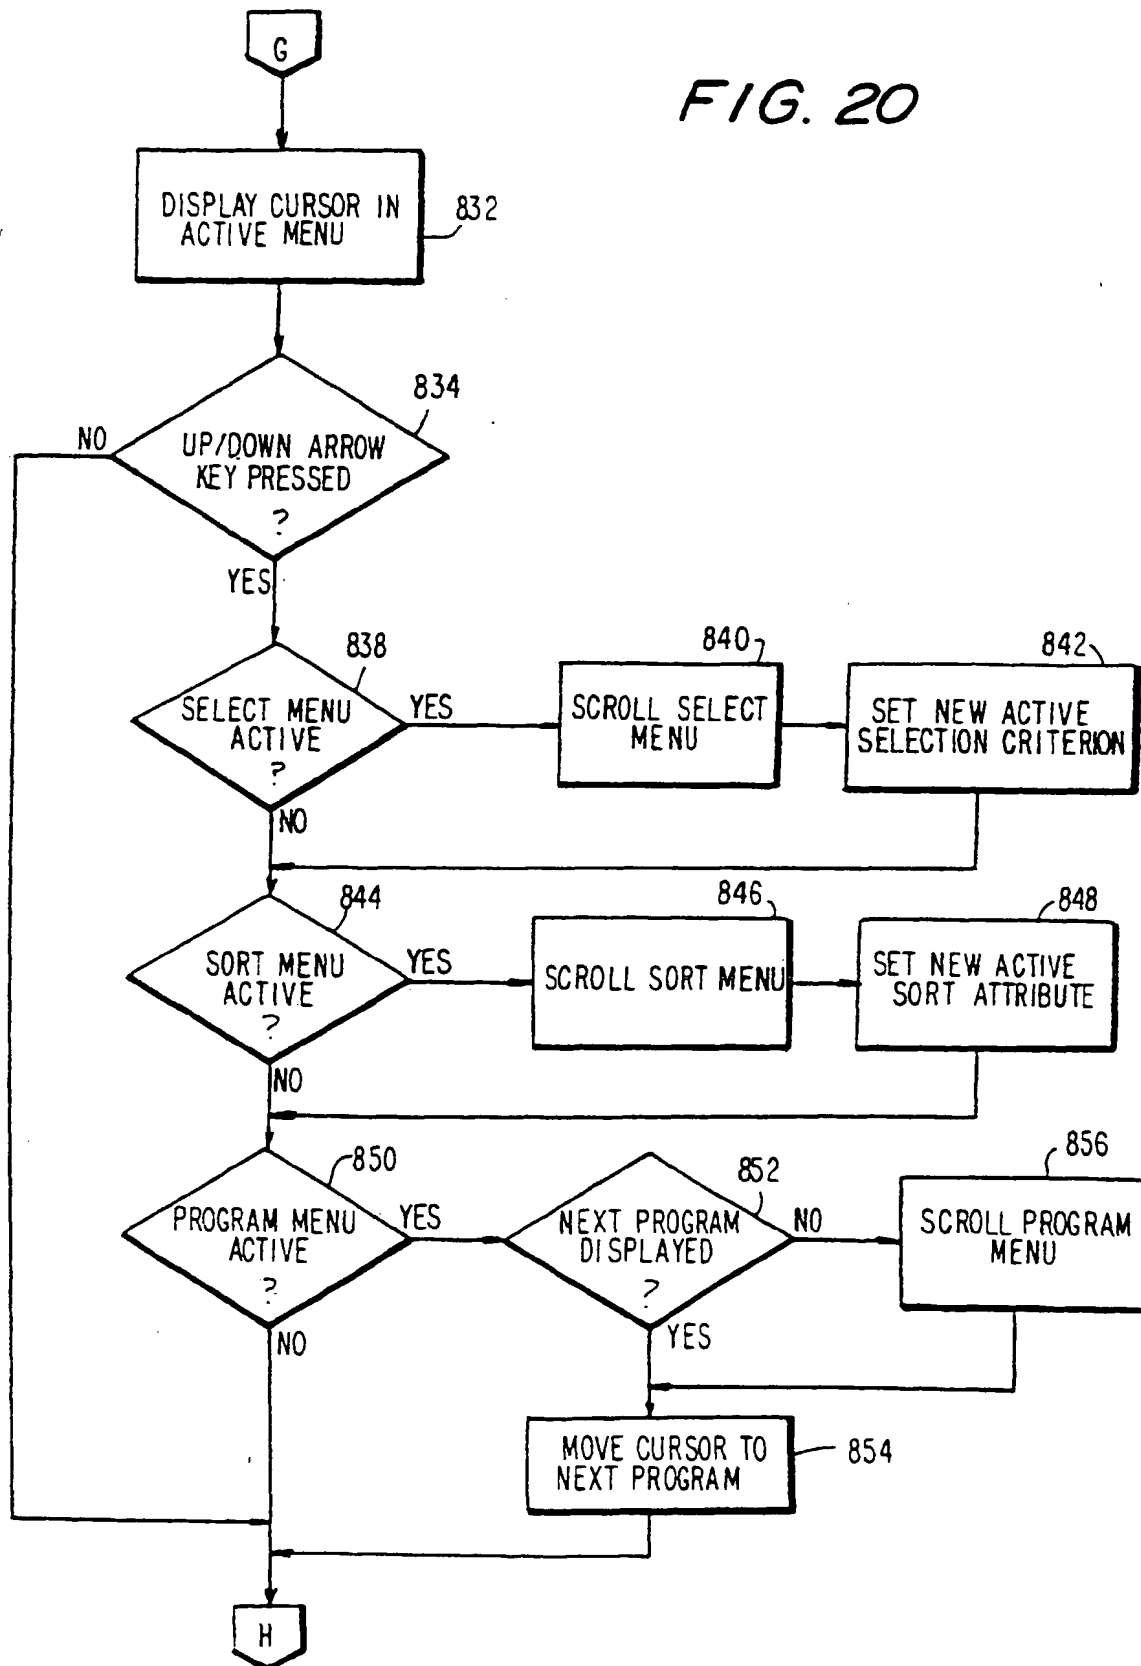 G
FIG. 20
DISPLAY CURSOR IN
ACTIVE MENU
832
834
NO
UP/DOWN ARROW
KEY PRESSED
?
YES
838
SELECT MENU
ACTIVE
?
YES
840
SCROLL SELECT
MENU
842
SET NEW ACTIVE
SELECTION CRITERION
NO
844
SORT MENU
ACTIVE
?
YES
846
SCROLL SORT MENU
848
SET NEW ACTIVE
SORT ATTRIBUTE
NO
850
PROGRAM MENU
ACTIVE
?
YES
852
NEXT PROGRAM
DISPLAYED
?
NO
856
SCROLL PROGRAM
MENU
NO
YES
MOVE CURSOR TO
NEXT PROGRAM
854
H